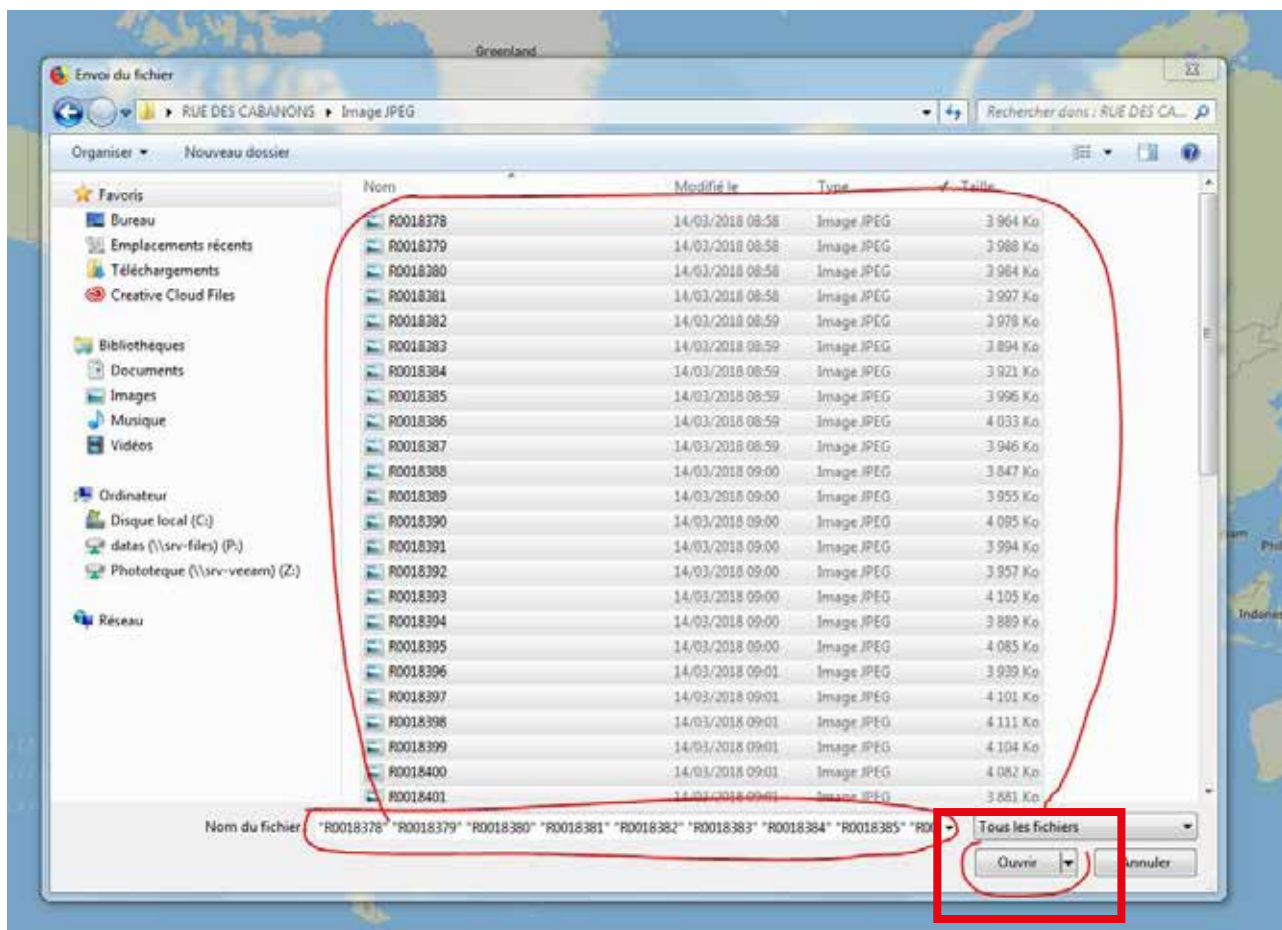 Greenland
Envoi du fichier
RUE DES CABANONS Image JPEG Rechercher dans : RUE DES CA...
Organiser Nouveau dossier
Nom Modifié le Type Taille
Favoris
Bureau
Emplacements récents
Téléchargements
Creative Cloud Files
Bibliothèques
Documents
Images
Musique
Vidéos
Ordinateur
Disque local (C:)
datas (\\srv-files) (P:)
Phototeque (\\srv-veeam) (Z:)
Réseau
R0018378 14/03/2018 08:58 Image JPEG 3 964 Ko
R0018379 14/03/2018 08:58 Image JPEG 3 988 Ko
R0018380 14/03/2018 08:58 Image JPEG 3 984 Ko
R0018381 14/03/2018 08:58 Image JPEG 3 997 Ko
R0018382 14/03/2018 08:59 Image JPEG 3 978 Ko
R0018383 14/03/2018 08:59 Image JPEG 3 894 Ko
R0018384 14/03/2018 08:59 Image JPEG 3 921 Ko
R0018385 14/03/2018 08:59 Image JPEG 3 996 Ko
R0018386 14/03/2018 08:59 Image JPEG 4 033 Ko
R0018387 14/03/2018 08:59 Image JPEG 3 946 Ko
R0018388 14/03/2018 09:00 Image JPEG 3 847 Ko
R0018389 14/03/2018 09:00 Image JPEG 3 955 Ko
R0018390 14/03/2018 09:00 Image JPEG 4 095 Ko
R0018391 14/03/2018 09:00 Image JPEG 3 994 Ko
R0018392 14/03/2018 09:00 Image JPEG 3 957 Ko
R0018393 14/03/2018 09:00 Image JPEG 4 105 Ko
R0018394 14/03/2018 09:00 Image JPEG 3 889 Ko
R0018395 14/03/2018 09:00 Image JPEG 4 085 Ko
R0018396 14/03/2018 09:01 Image JPEG 3 939 Ko
R0018397 14/03/2018 09:01 Image JPEG 4 101 Ko
R0018398 14/03/2018 09:01 Image JPEG 4 111 Ko
R0018399 14/03/2018 09:01 Image JPEG 4 104 Ko
R0018400 14/03/2018 09:01 Image JPEG 4 082 Ko
R0018401 14/03/2018 09:01 Image JPEG 3 881 Ko
Nom du fichier "R0018378" "R0018379" "R0018380" "R0018381" "R0018382" "R0018383" "R0018384" "R0018385" "R00 Tous les fichiers
Ouvrir Annuler